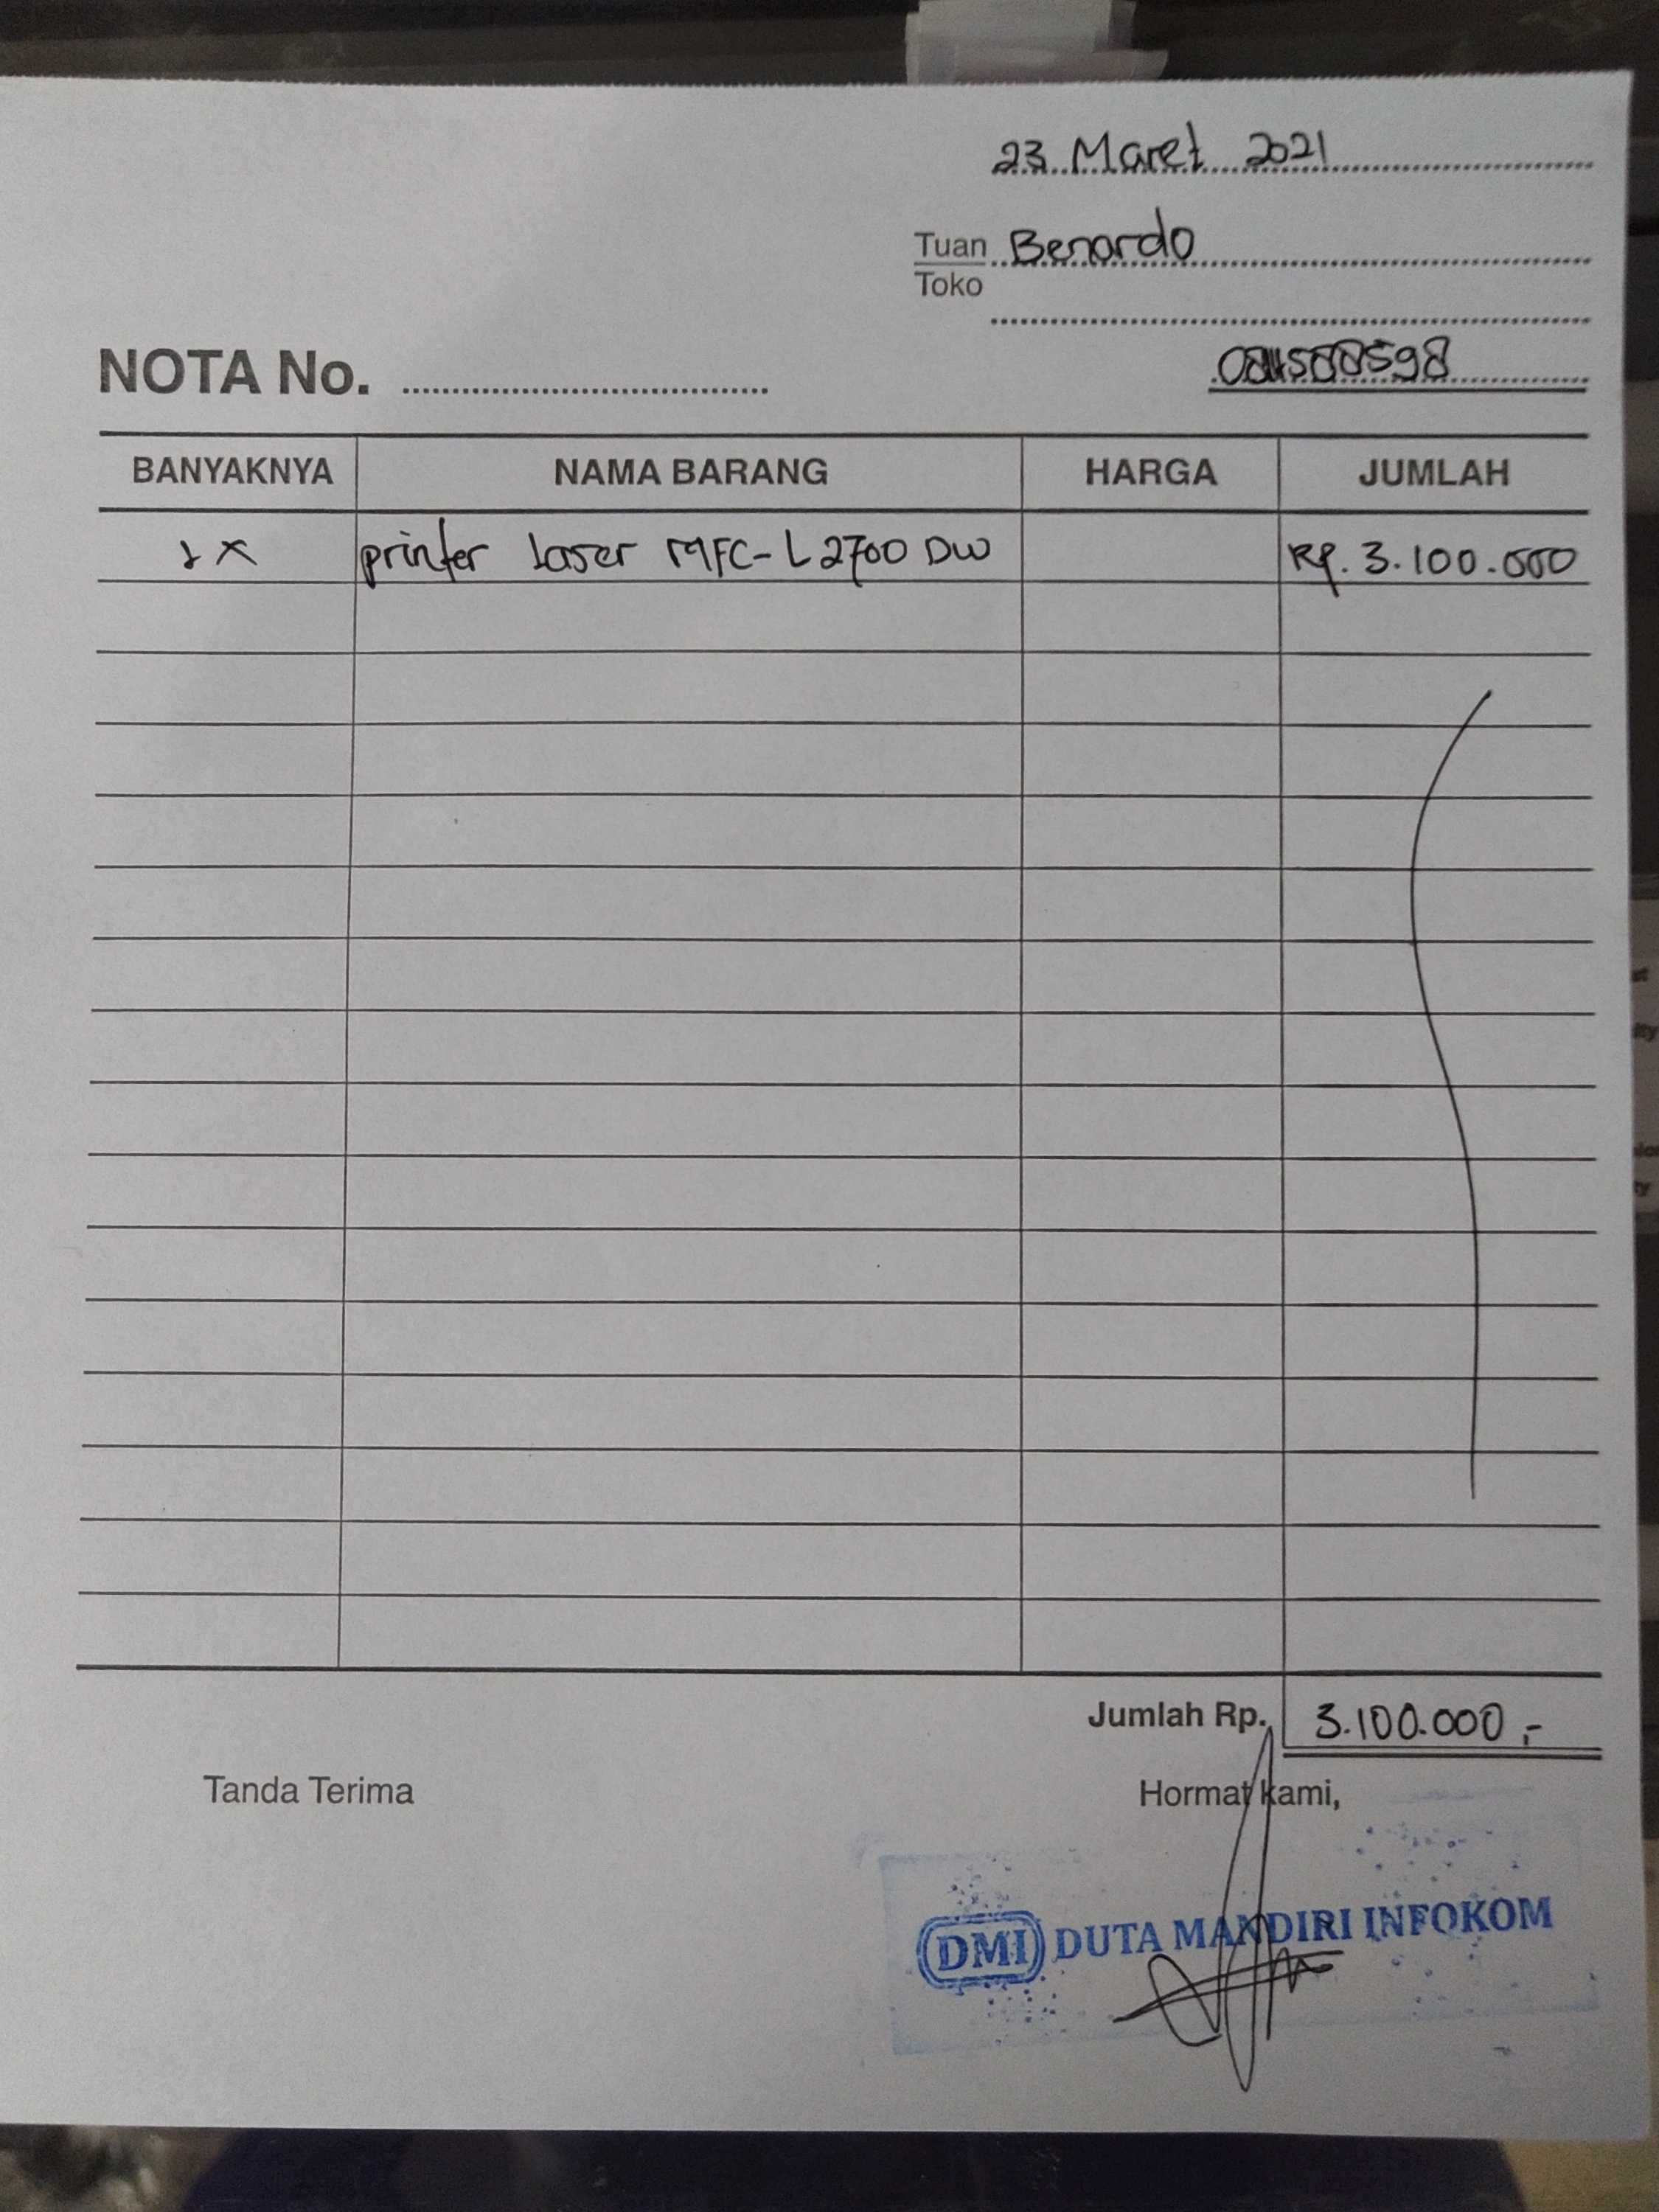 23 Maret 2021
Tuan Benardo
Toko
NOTA No.
BANYAKNYA NAMA BARANG HARGA JUMLAH
1 x printer laser MFC-L2700 DW Rp. 3.100.000
Jumlah Rp. 3.100.000,-
Tanda Terima Hormat kami,
DMI DUTA MANDIRI INFOKOM